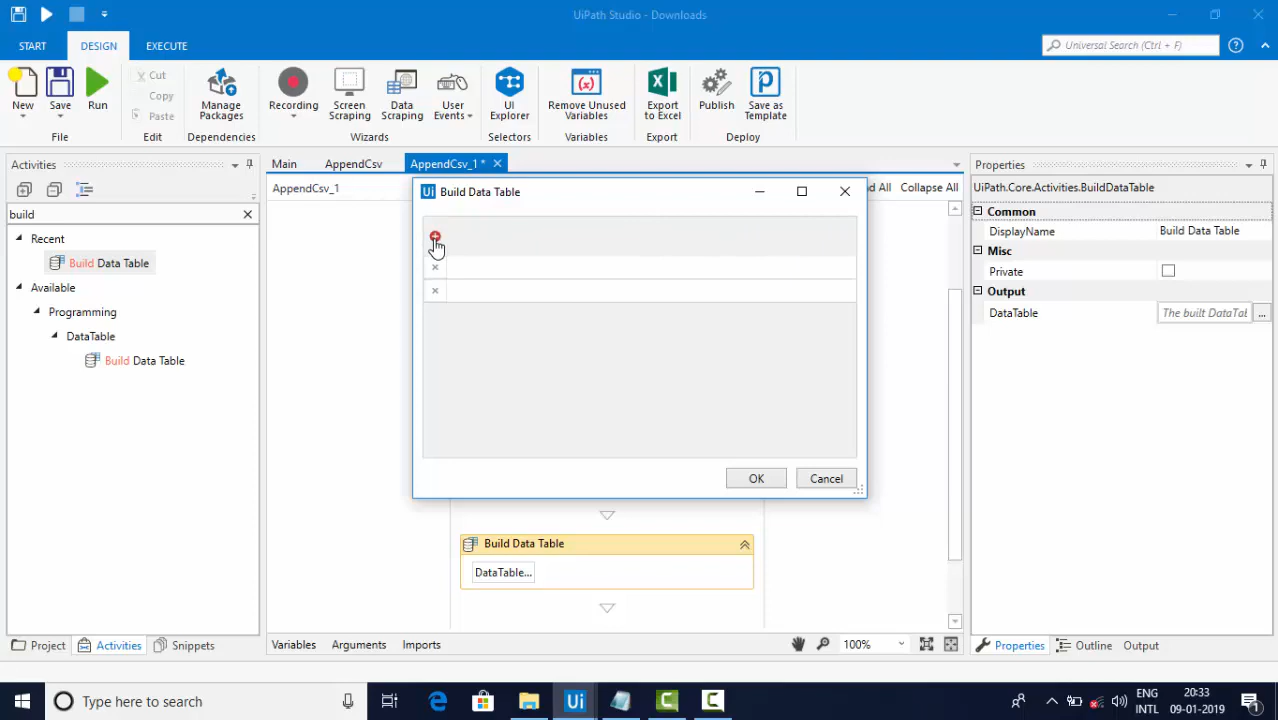 UiPath Studio - Downloads
START
DESIGN
EXECUTE
Universal Search (Ctrl + F)
New
Save
Run
Cut
Copy
Paste
Manage
Packages
Recording
Screen
Scraping
Data
Scraping
User
Events
UI
Explorer
Remove Unused
Variables
Export
to Excel
Publish
Save as
Template
File
Edit
Dependencies
Wizards
Selectors
Variables
Export
Deploy
Activities
Main
AppendCsv
AppendCsv_1 *
Properties
AppendCsv_1
Ui Build Data Table
Collapse All
UiPath.Core.Activities.BuildDataTable
build
Common
Recent
DisplayName
Build Data Table
Build Data Table
Misc
Private
Available
Output
Programming
DataTable
The built DataTal
...
DataTable
Build Data Table
OK
Cancel
Build Data Table
DataTable...
Project
Activities
Snippets
Variables
Arguments
Imports
100%
Properties
Outline
Output
Type here to search
Ui
ENG
INTL
20:33
09-01-2019
1